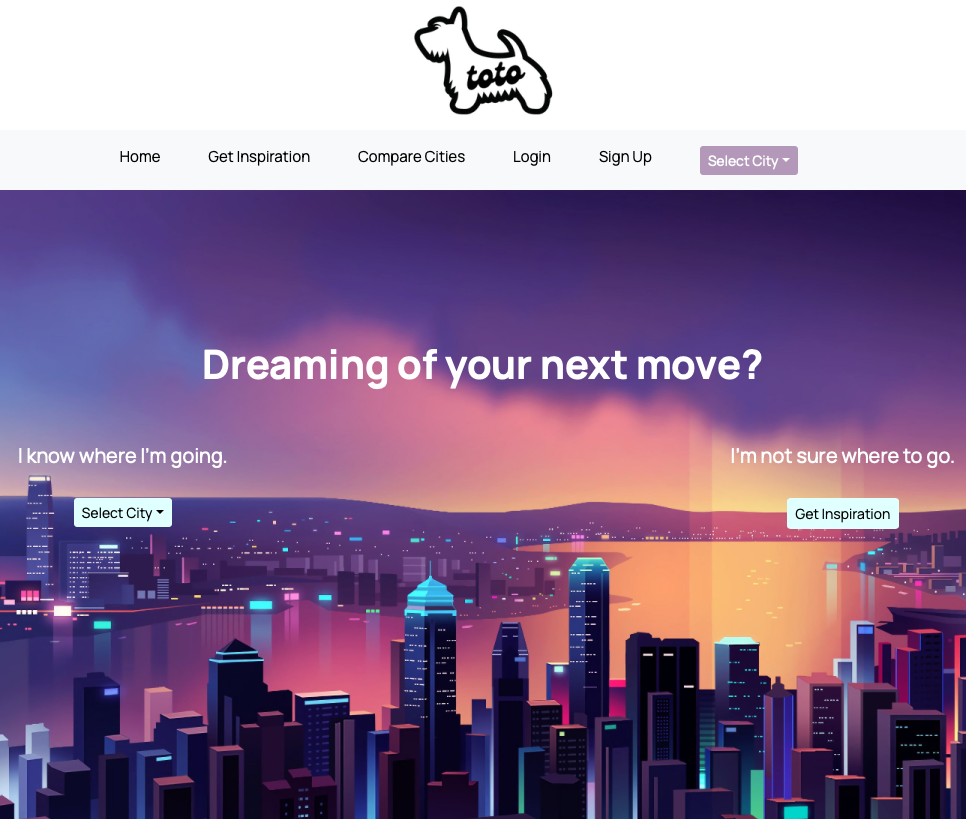 toto
Home Get Inspiration Compare Cities Login Sign Up Select City
Dreaming of your next move?
I know where I'm going. I'm not sure where to go.
Select City Get Inspiration